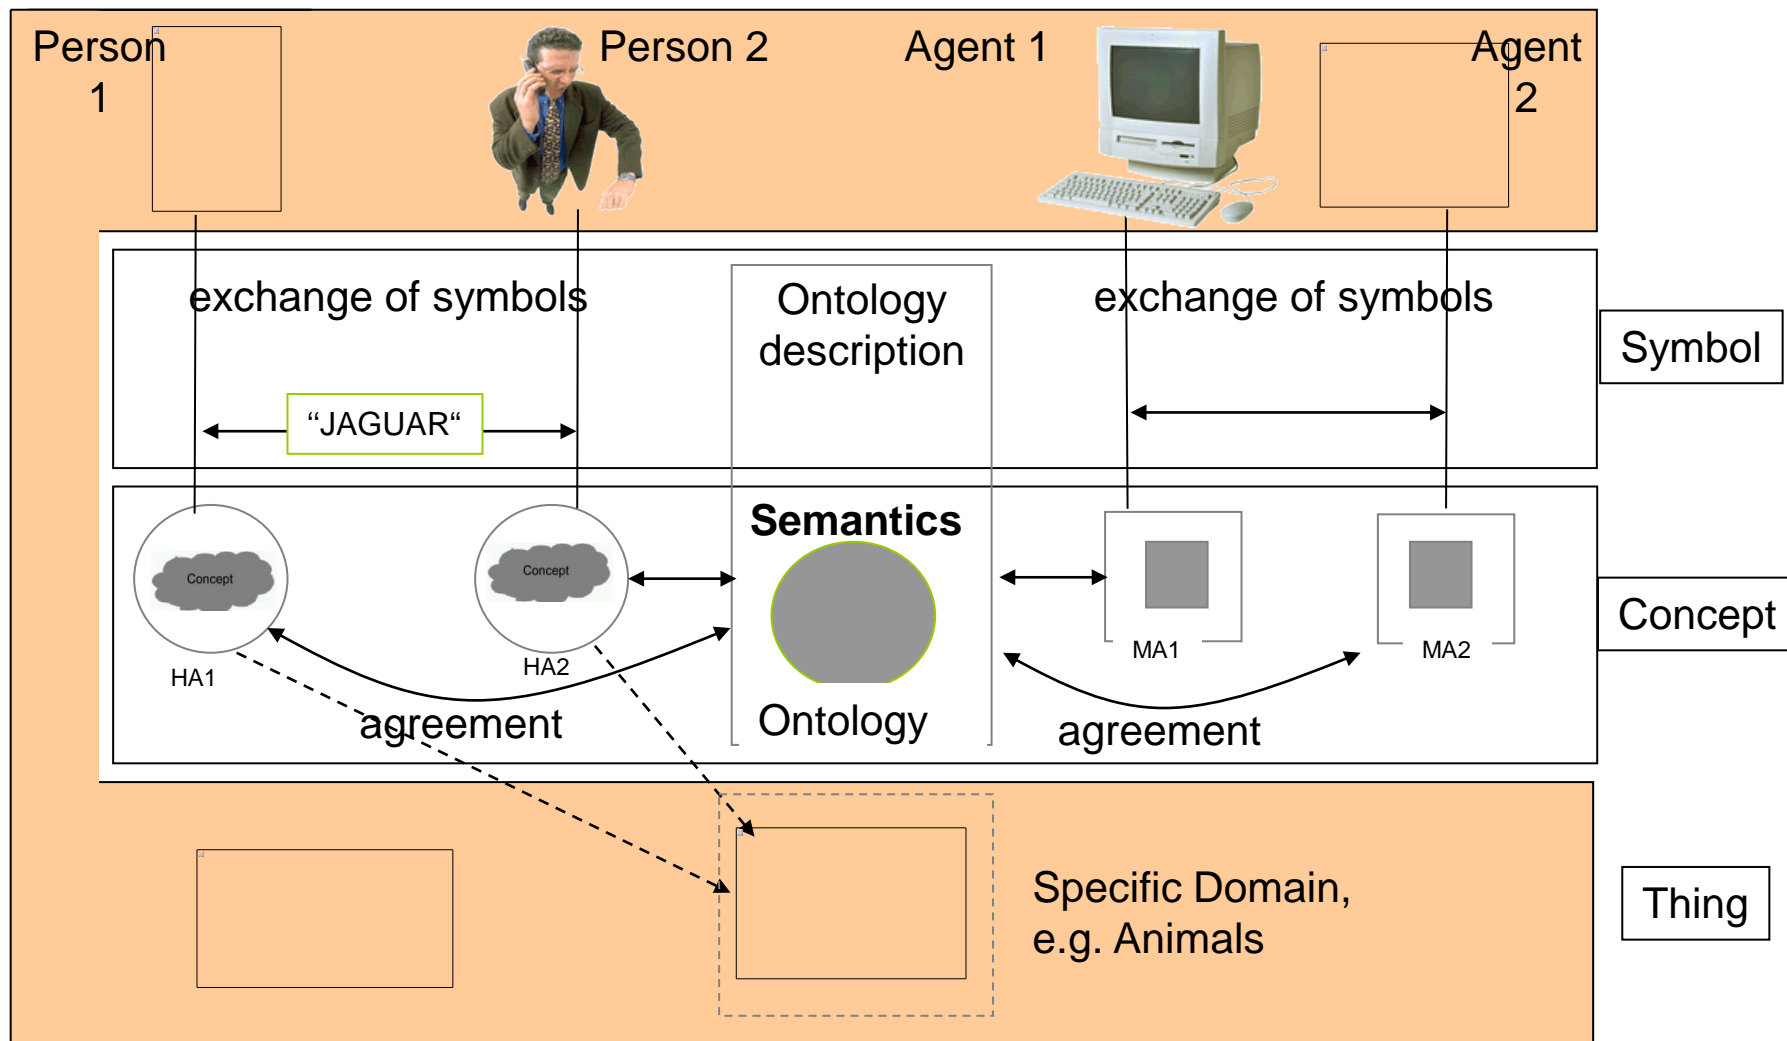 Person
1
Person 2
Agent 1
Agent
2
exchange of symbols
Ontology
description
exchange of symbols
Symbol
“JAGUAR“
Semantics
Concept
Concept
Concept
HA1
HA2
MA1
MA2
agreement
Ontology
agreement
Specific Domain,
e.g. Animals
Thing